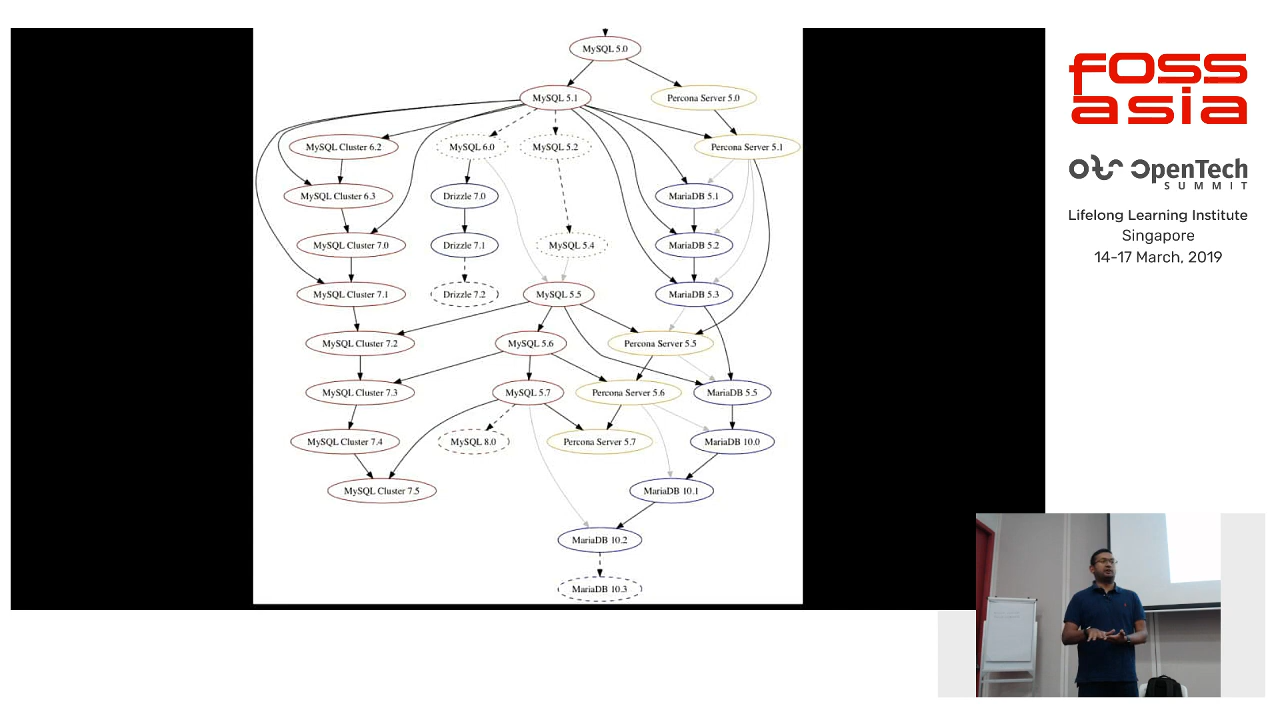 MySQL 5.0
MySQL 5.1
Percona Server 5.0
MySQL Cluster 6.2
MySQL 6.0
MySQL 5.2
Percona Server 5.1
MySQL Cluster 6.3
Drizzle 7.0
MariaDB 5.1
MySQL Cluster 7.0
Drizzle 7.1
MySQL 5.4
MariaDB 5.2
MySQL Cluster 7.1
Drizzle 7.2
MySQL 5.5
MariaDB 5.3
MySQL Cluster 7.2
MySQL 5.6
Percona Server 5.5
MySQL Cluster 7.3
MySQL 5.7
Percona Server 5.6
MariaDB 5.5
MySQL Cluster 7.4
MySQL 8.0
Percona Server 5.7
MariaDB 10.0
MySQL Cluster 7.5
MariaDB 10.1
MariaDB 10.2
MariaDB 10.3
FOSS
asia
OpenTech
SUMMIT
Lifelong Learning Institute
Singapore
14-17 March, 2019